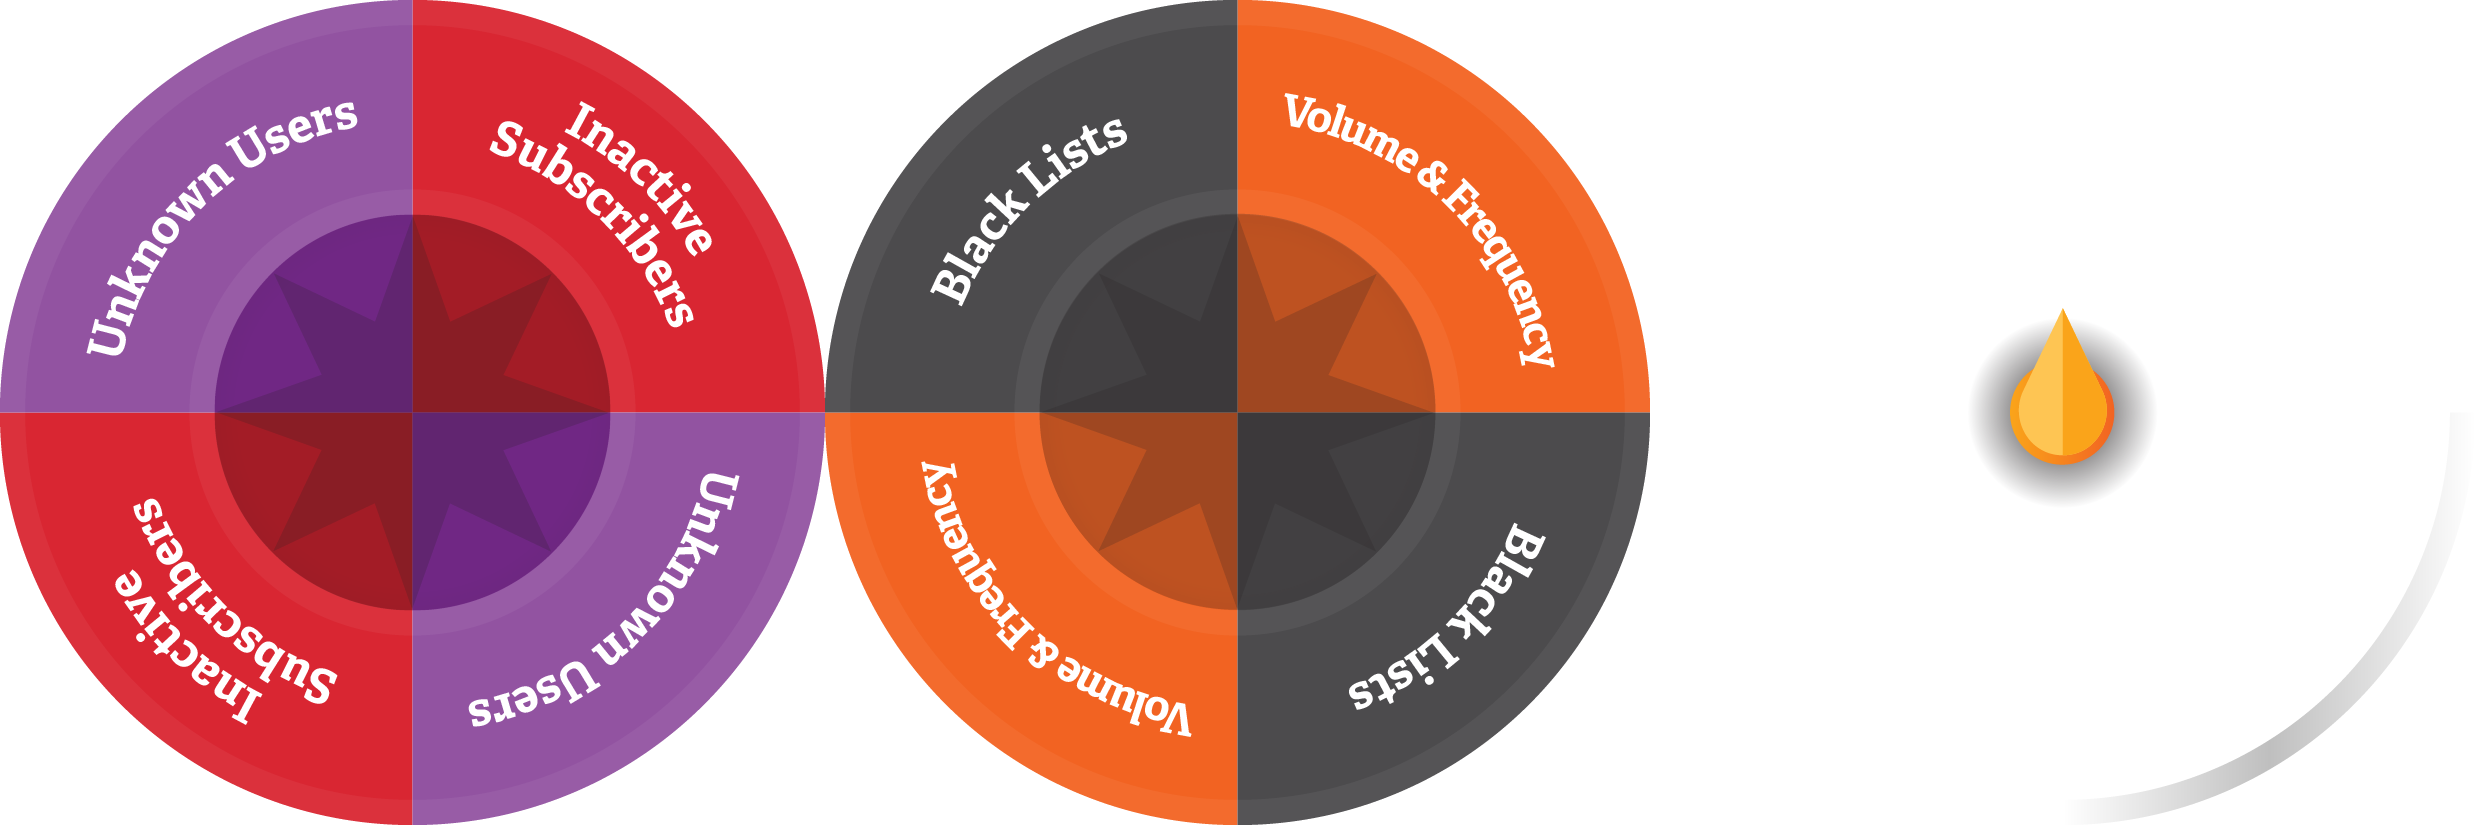 Unknown Users
Inactive
Subscribers
Inactive
Subscribers
Unknown Users
Black Lists
Volume & Frequency
Volume & Frequency
Black Lists